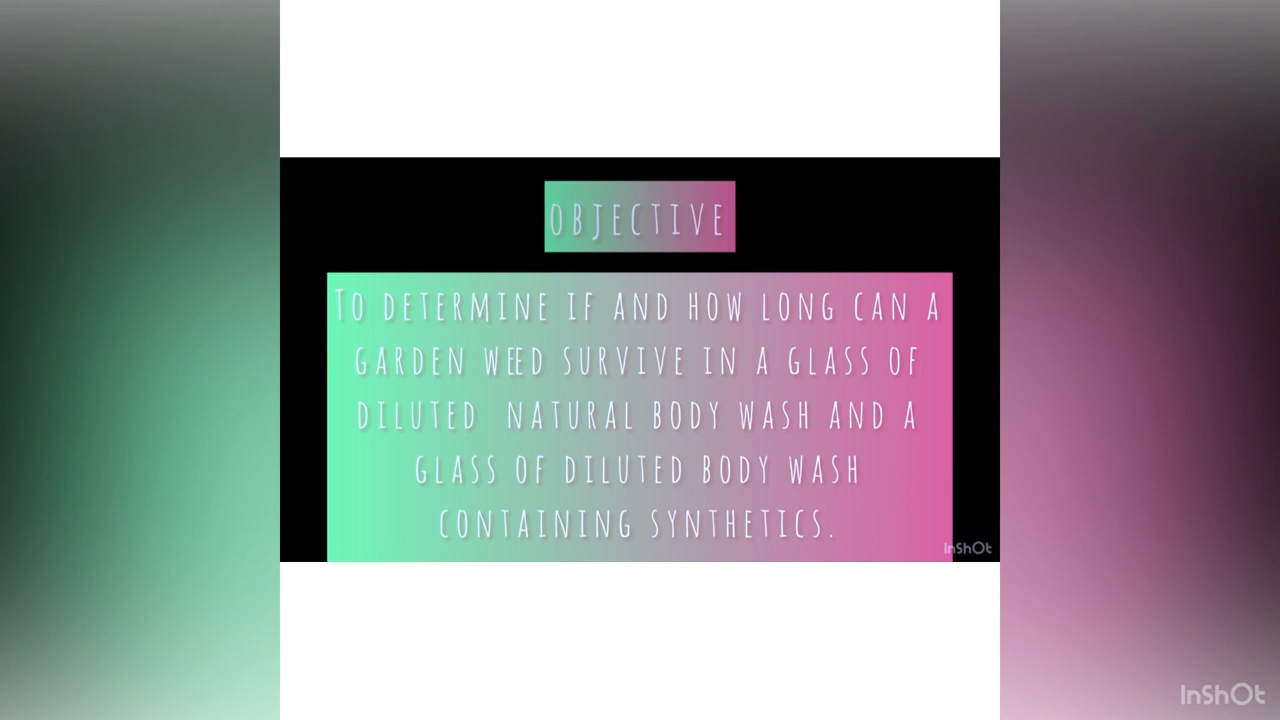 OBJECTIVE
TO DETERMINE IF AND HOW LONG CAN A
GARDEN WEED SURVIVE IN A GLASS OF
DILUTED NATURAL BODY WASH AND A
GLASS OF DILUTED BODY WASH
CONTAINING SYNTHETICS.
InShOt
InShOt